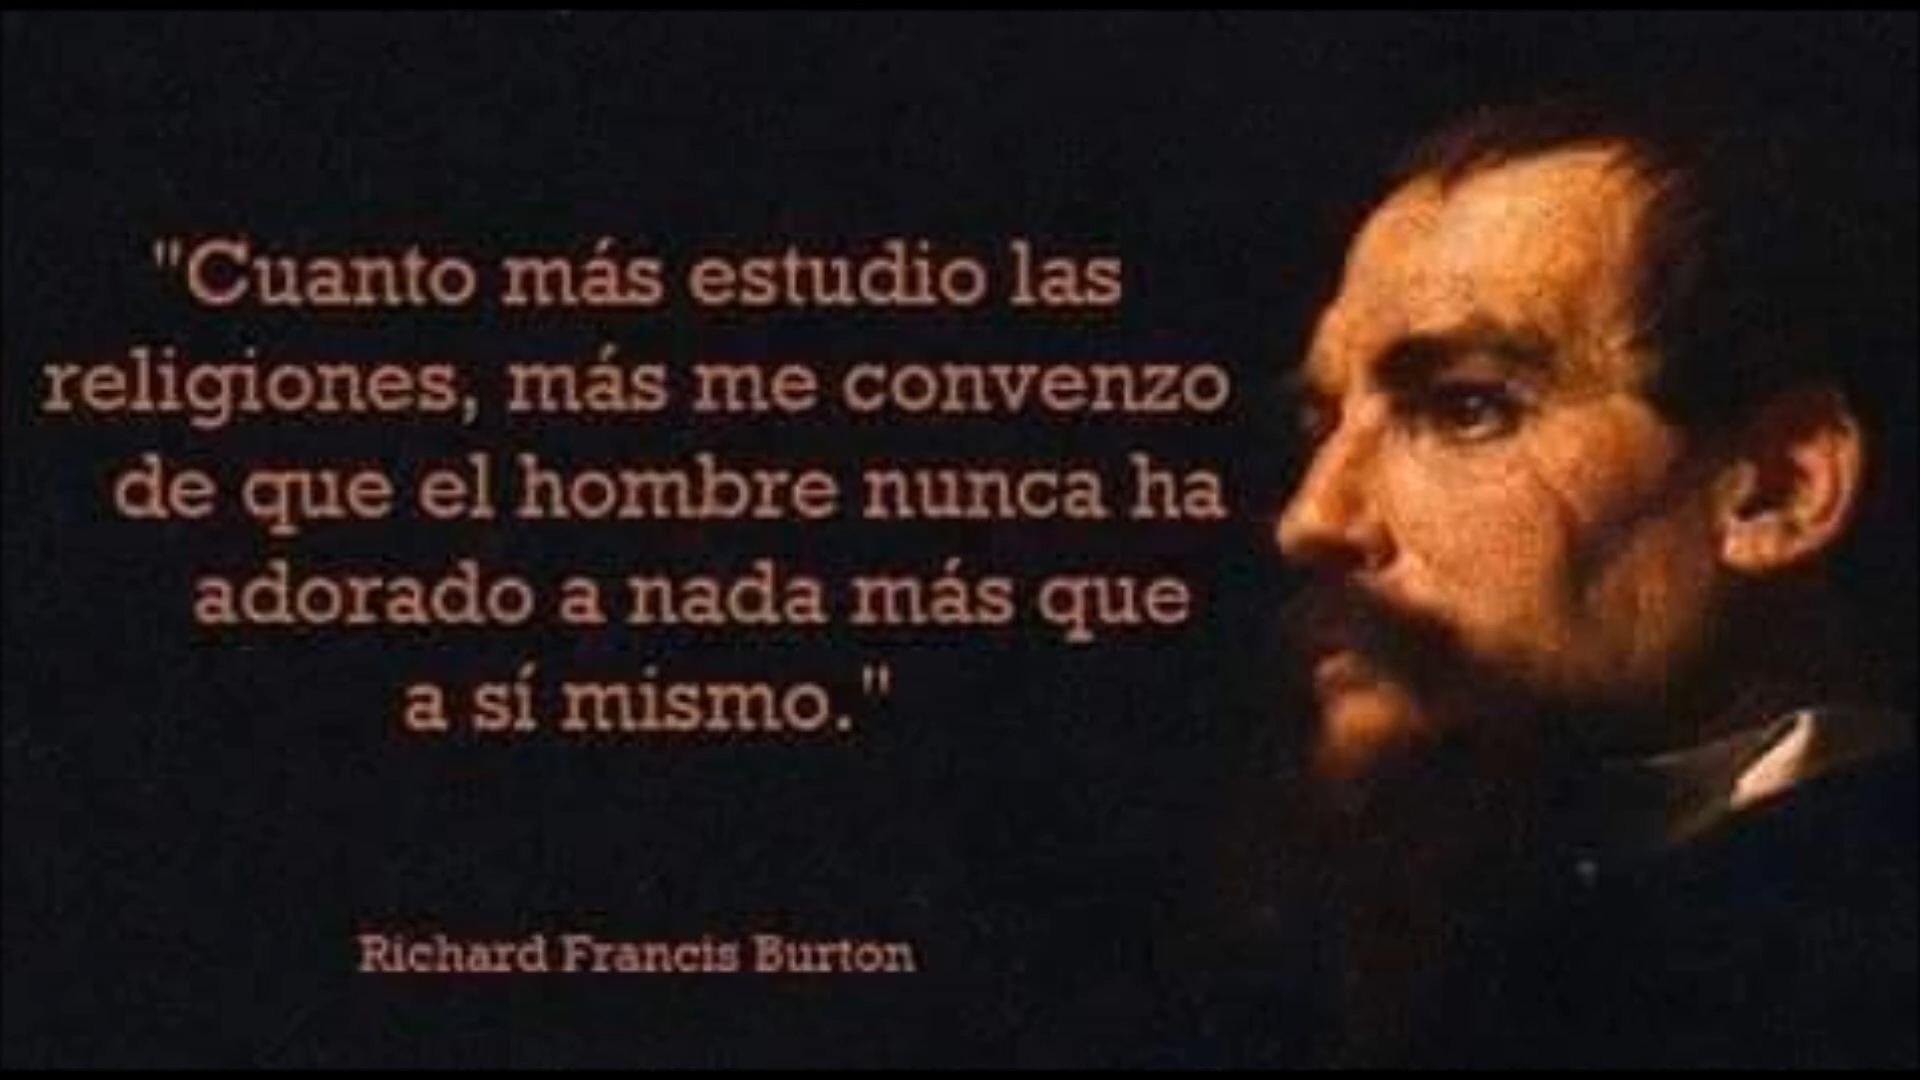 "Cuanto más estudio las
religiones, más me convenzo
de que el hombre nunca ha
adorado a nada más que
a sí mismo."
Richard Francis Burton